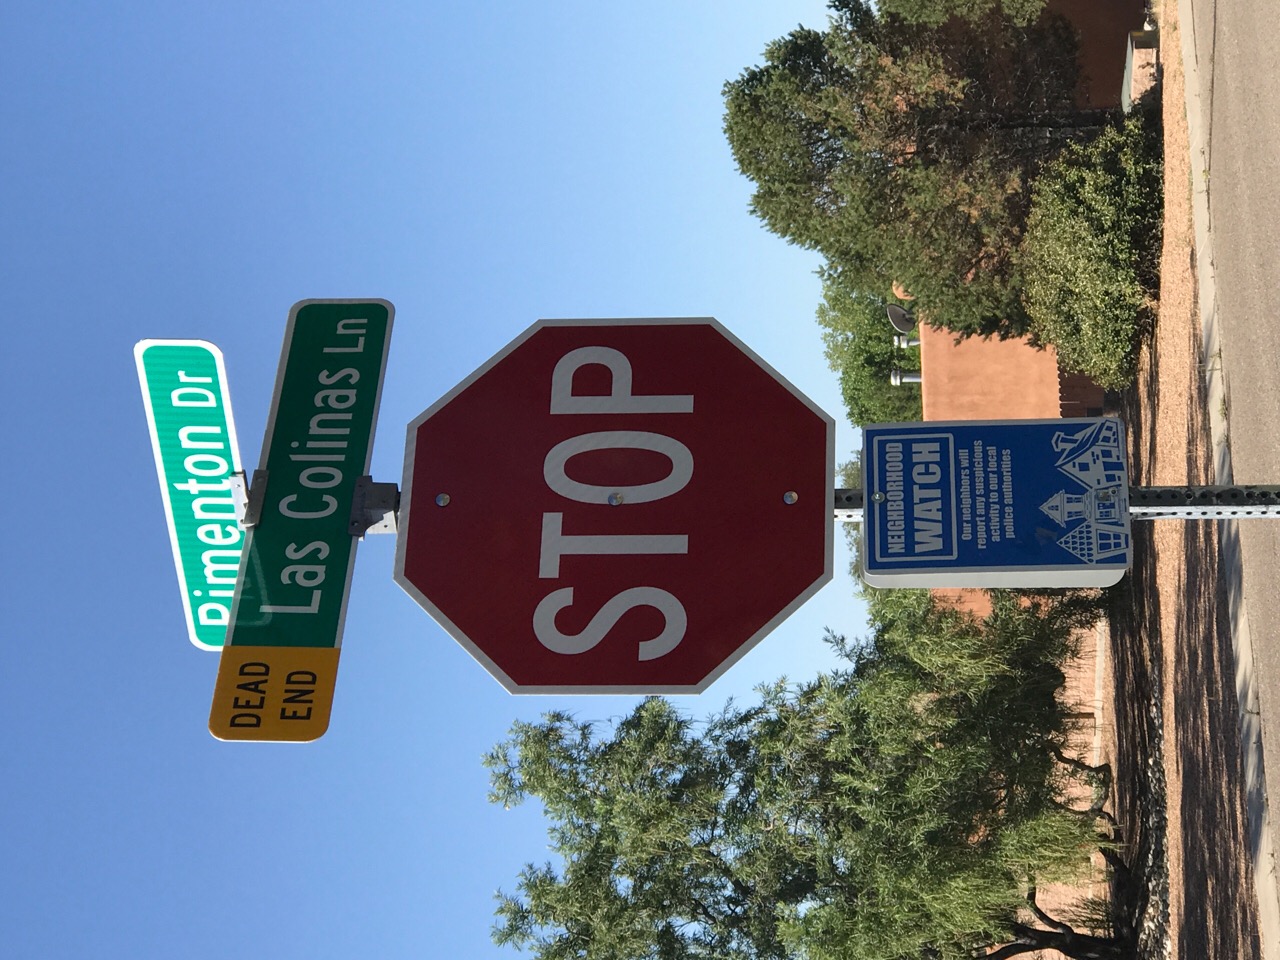 Pimenton Dr
Las Colinas Ln
DEAD
END
STOP
NEIGHBORHOOD
WATCH
Our neighbors will
report any suspicious
activity to our local
police authorities